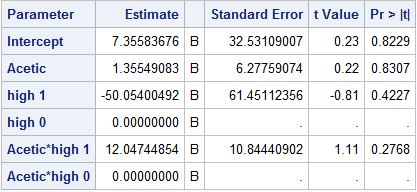 Parameter Estimate Standard Error t Value Pr > |t|
Intercept 7.35583676 B 32.53109007 0.23 0.8229
Acetic 1.35549083 B 6.27759074 0.22 0.8307
high 1 -50.05400492 B 61.45112356 -0.81 0.4227
high 0 0.00000000 B . . .
Acetic*high 1 12.04744854 B 10.84440902 1.11 0.2768
Acetic*high 0 0.00000000 B . . .